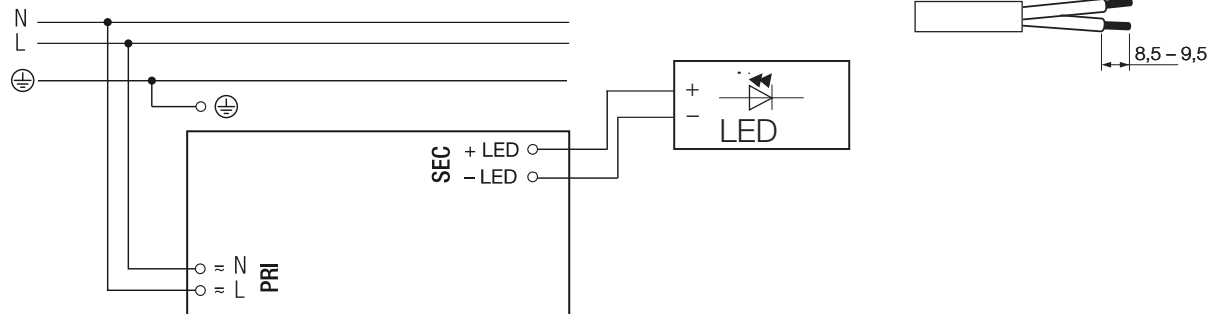 N
L
8,5 – 9,5
+
–
LED
SEC
+ LED
– LED
≈ N
≈ L
PRI